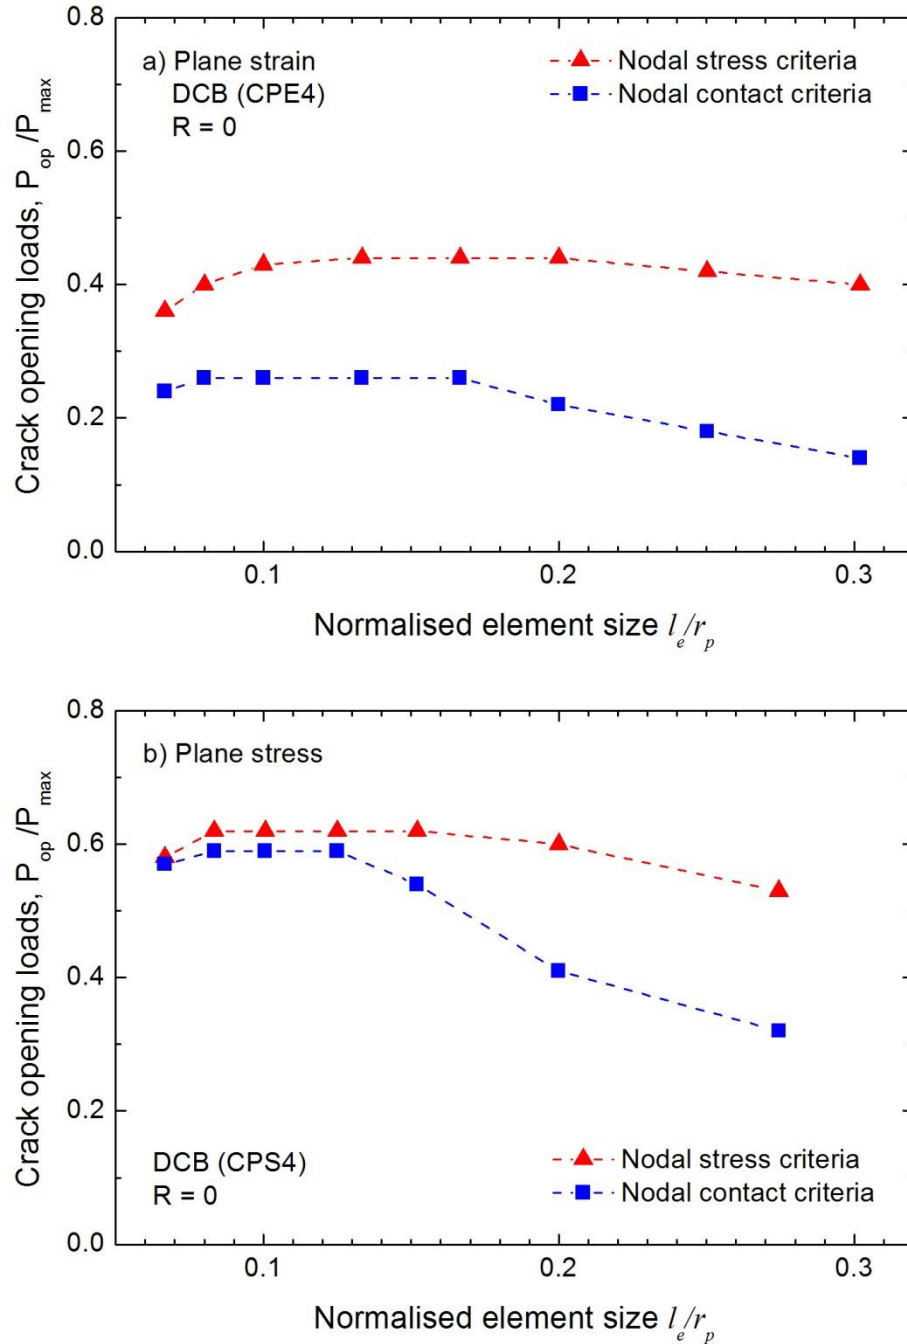 0.8
a) Plane strain
DCB (CPE4)
R = 0
Nodal stress criteria
Nodal contact criteria
0.6
0.4
0.2
0.0
Crack opening loads, P_op/P_max
0.1 0.2 0.3
Normalised element size l_e/r_p
0.8
b) Plane stress
0.6
0.4
0.2
0.0
Crack opening loads, P_op/P_max
DCB (CPS4)
R = 0
Nodal stress criteria
Nodal contact criteria
0.1 0.2 0.3
Normalised element size l_e/r_p